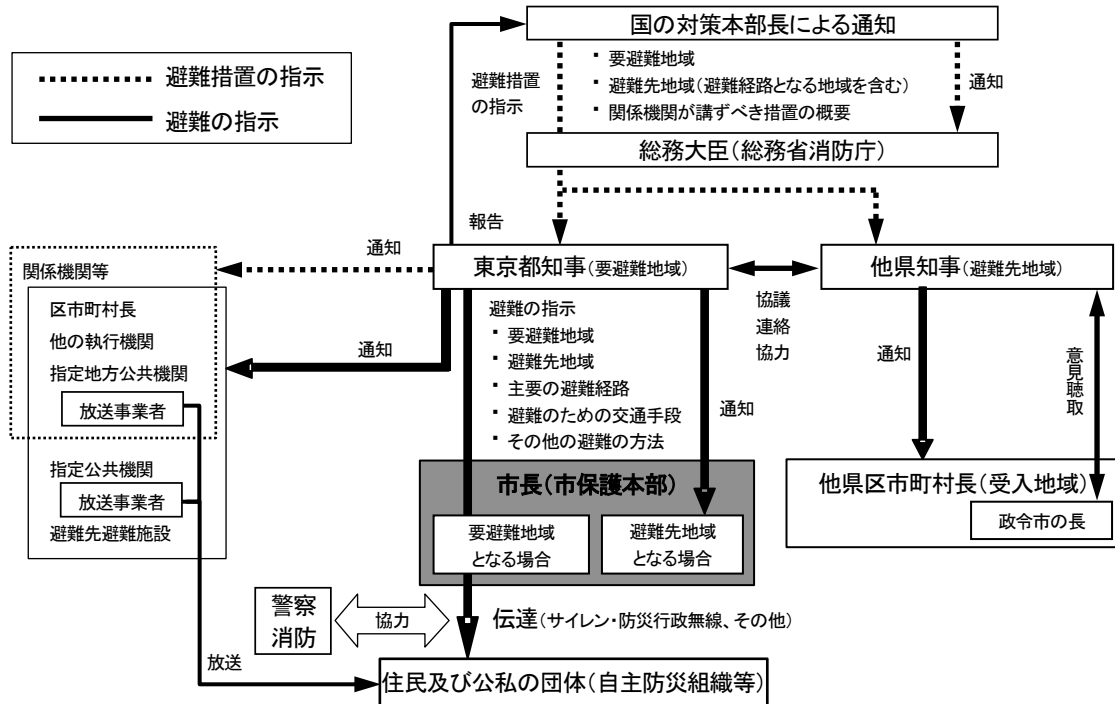 避難措置の指示
避難の指示
国の対策本部長による通知
避難措置
の指示
・要避難地域
・避難先地域(避難経路となる地域を含む)
・関係機関が講ずべき措置の概要
通知
総務大臣(総務省消防庁)
報告
通知
関係機関等
区市町村長
他の執行機関
指定地方公共機関
放送事業者
指定公共機関
放送事業者
避難先避難施設
通知
東京都知事(要避難地域)
避難の指示
・要避難地域
・避難先地域
・主要の避難経路
・避難のための交通手段
・その他の避難の方法
通知
協議
連絡
協力
他県知事(避難先地域)
通知
意見聴取
市長(市保護本部)
要避難地域
となる場合
避難先地域
となる場合
他県区市町村長(受入地域)
政令市の長
警察
消防
協力
伝達(サイレン・防災行政無線、その他)
放送
住民及び公私の団体(自主防災組織等)